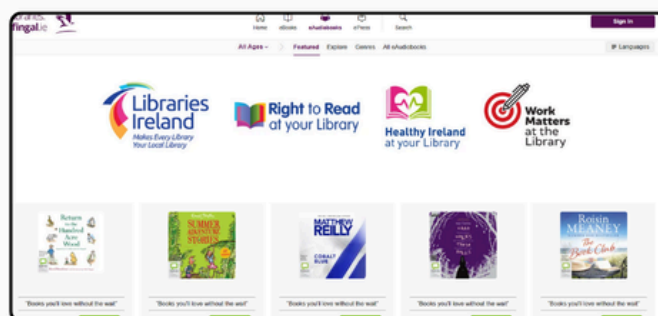 libraries.
fingal.ie
Home eBooks eAudiobooks ePress Search
Sign In
All Ages Featured Explore Genres All eAudiobooks
Languages
Libraries
Ireland
Makes Every Library
Your Local Library
Right to Read
at your Library
Healthy Ireland
at your Library
Work
Matters
at the
Library
Return
to the
Hundred
Acre
Wood
SUMMER
ADVENTURE
STORIES
MATTHEW
REILLY
COBALT
BLUE
Roisin
MEANEY
The
Book Club
"Books you'll love without the wait"
"Books you'll love without the wait"
"Books you'll love without the wait"
"Books you'll love without the wait"
"Books you'll love without the wait"